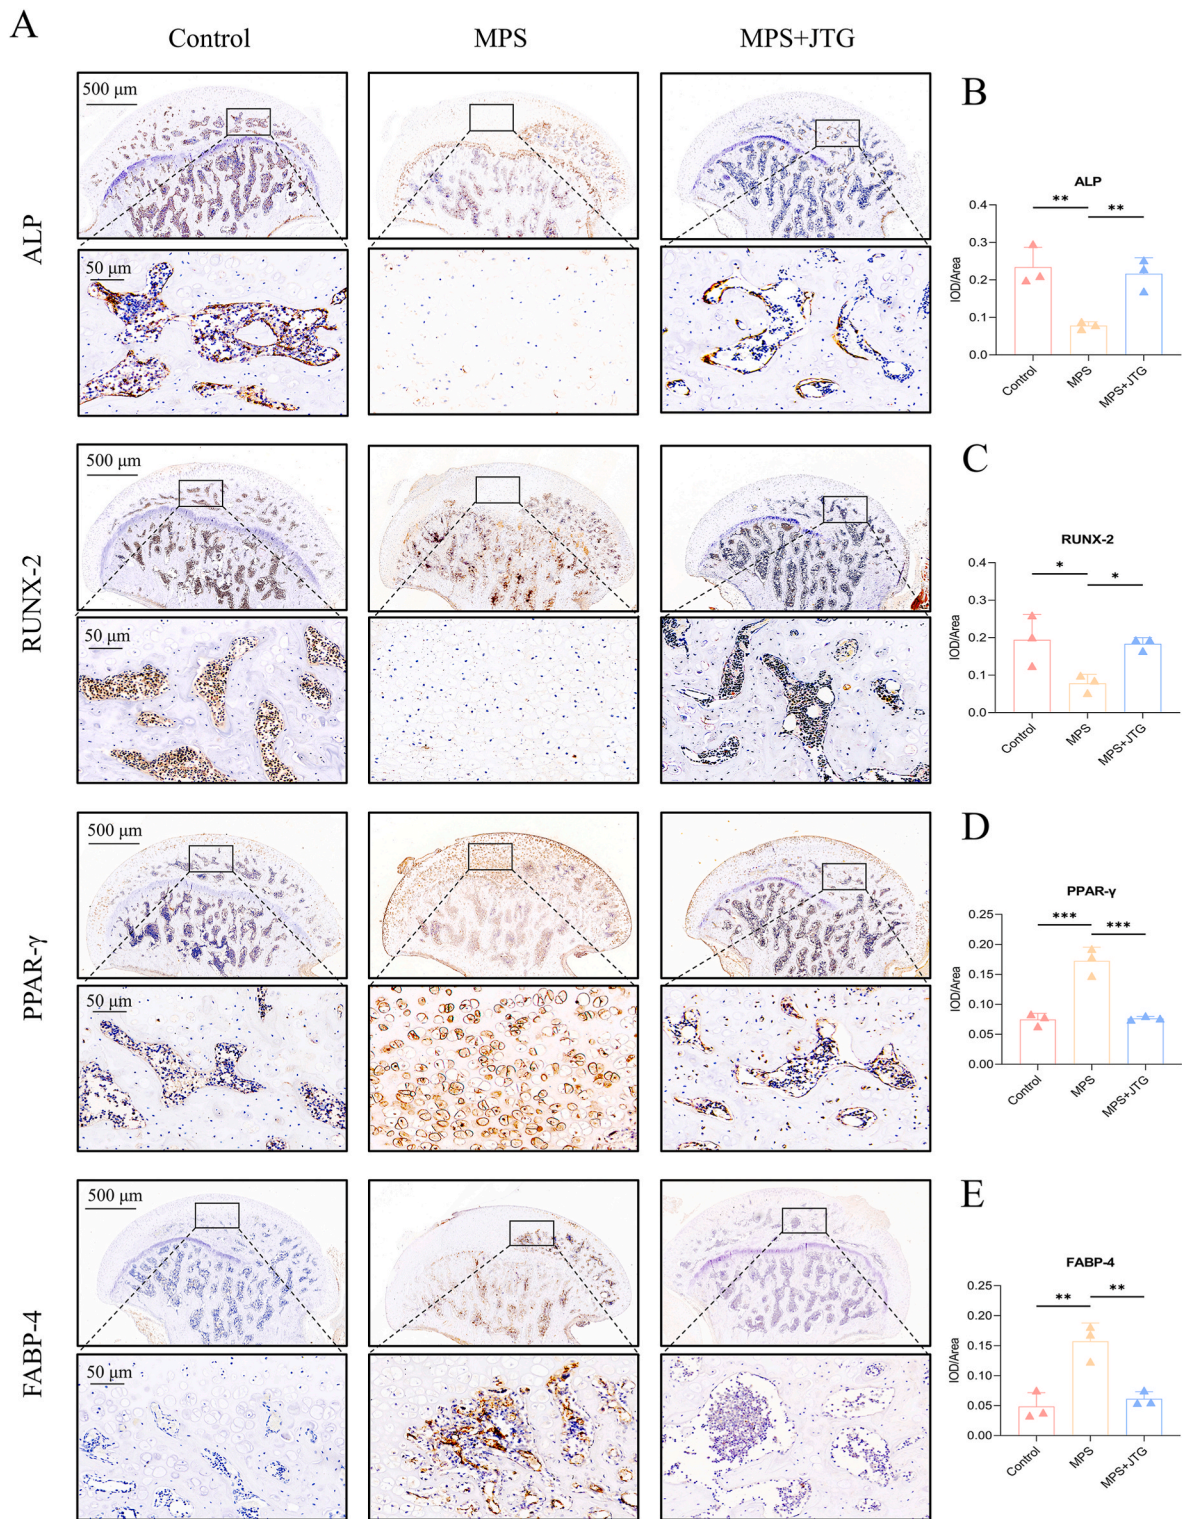 A
Control MPS MPS+JTG
ALP
500 μm
50 μm
B
ALP
IOD/Area
0.4
0.3
0.2
0.1
0.0
** **
Control MPS MPS+JTG
RUNX-2
500 μm
50 μm
C
RUNX-2
IOD/Area
0.4
0.3
0.2
0.1
0.0
* *
Control MPS MPS+JTG
PPAR-γ
500 μm
50 μm
D
PPAR-γ
IOD/Area
0.25
0.20
0.15
0.10
0.05
0.00
*** ***
Control MPS MPS+JTG
FABP-4
500 μm
50 μm
E
FABP-4
IOD/Area
0.25
0.20
0.15
0.10
0.05
0.00
** **
Control MPS MPS+JTG